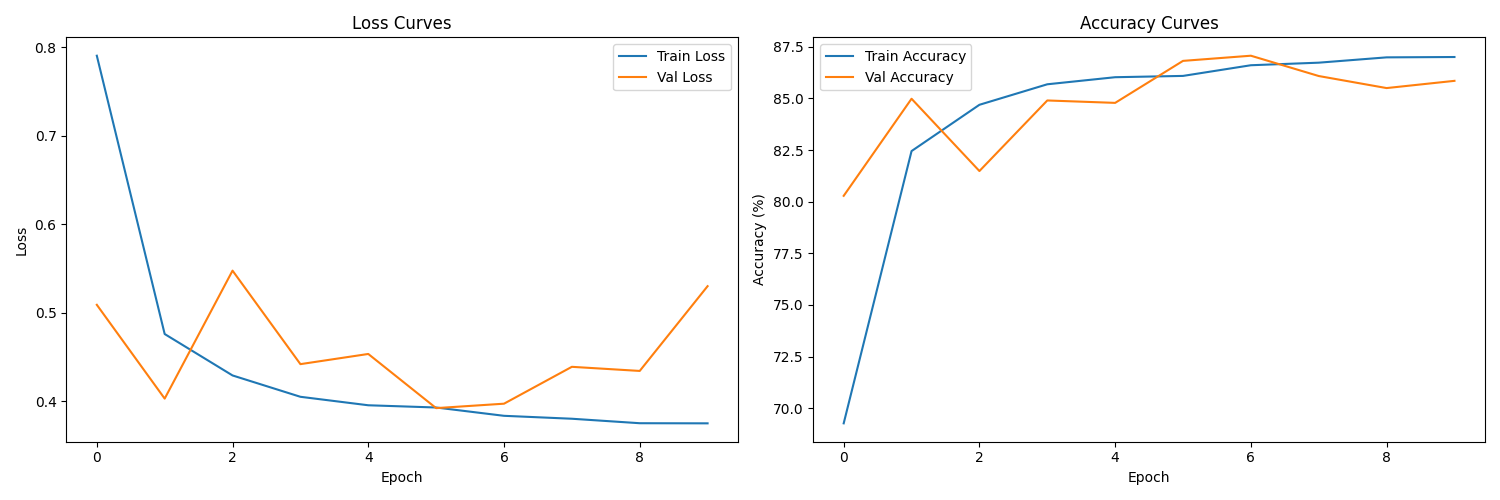 Loss Curves
Train Loss
Val Loss
0.8
0.7
0.6
0.5
0.4
Loss
0 2 4 6 8
Epoch
Accuracy Curves
Train Accuracy
Val Accuracy
87.5
85.0
82.5
80.0
77.5
75.0
72.5
70.0
Accuracy (%)
0 2 4 6 8
Epoch